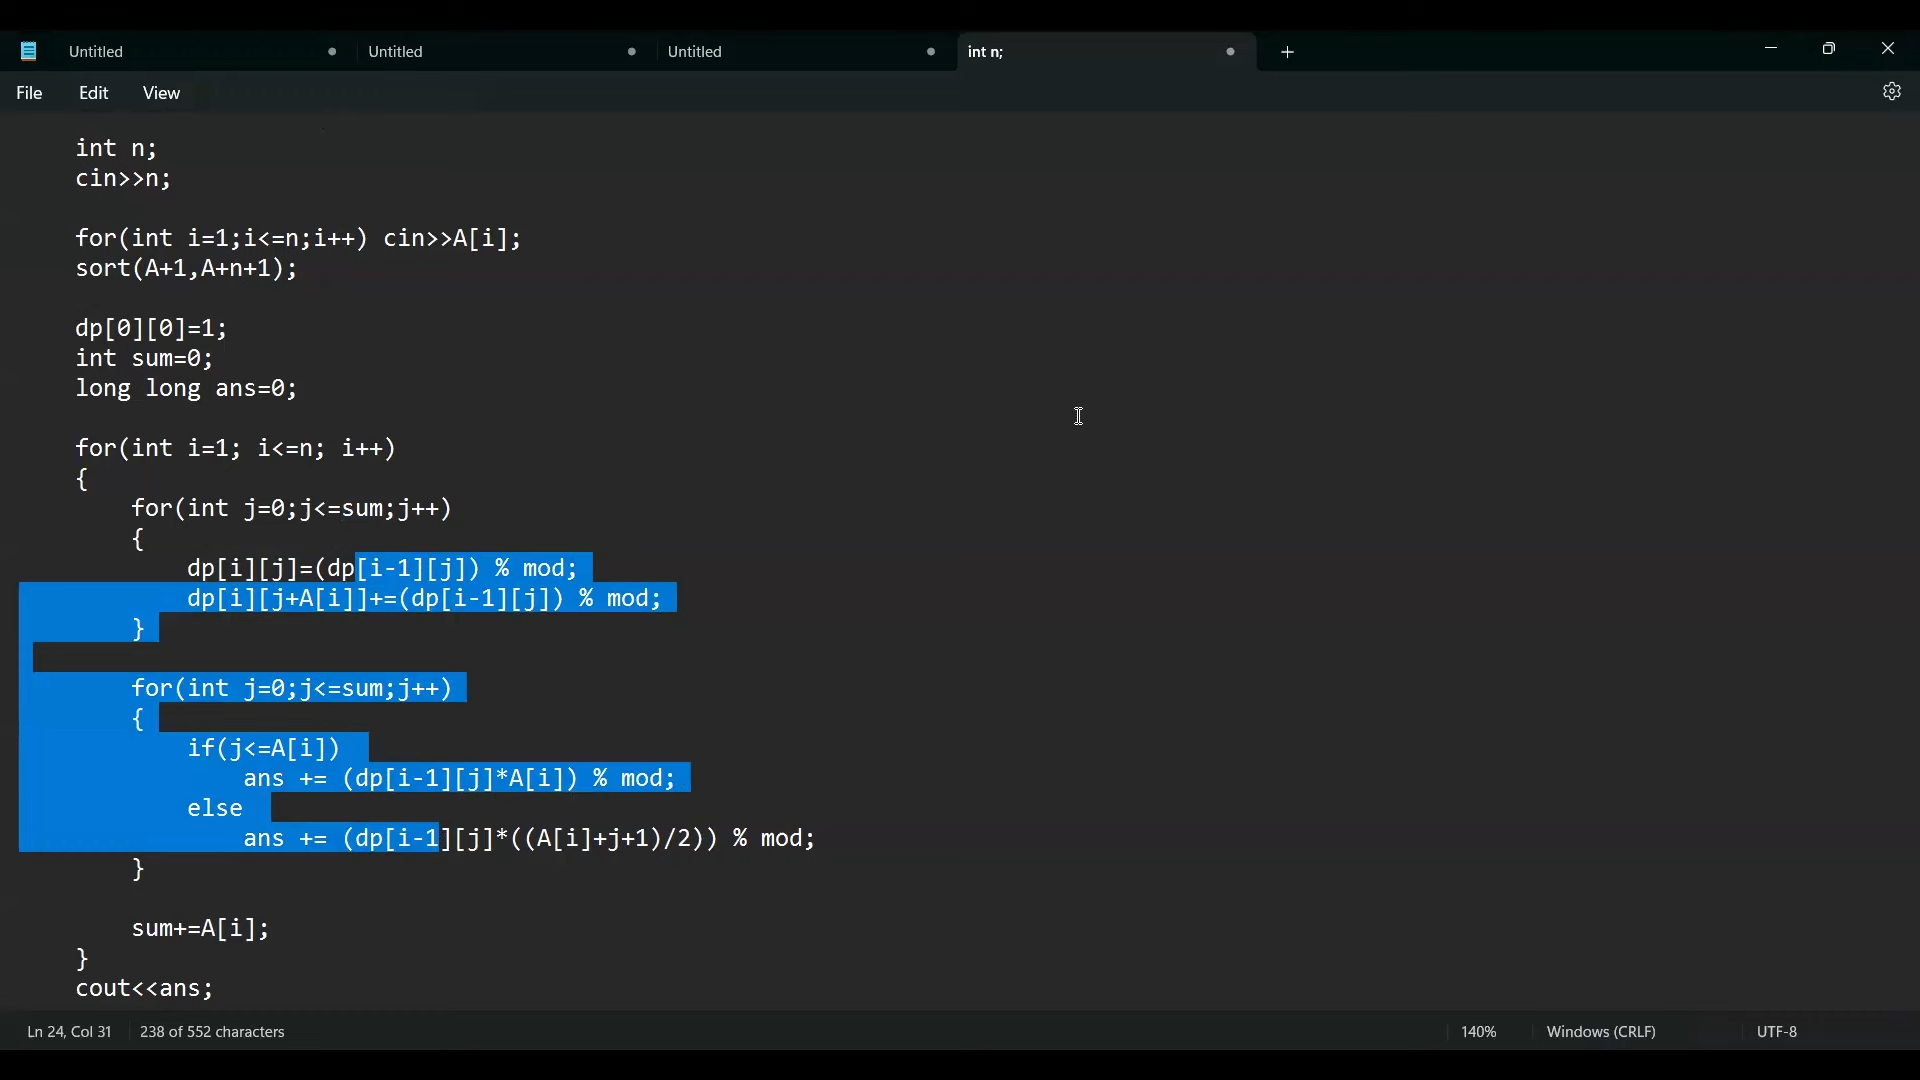 Untitled Untitled Untitled int n;
File Edit View
int n;
cin>>n;
for(int i=1;i<=n;i++) cin>>A[i];
sort(A+1,A+n+1);
dp[0][0]=1;
int sum=0;
long long ans=0;
for(int i=1; i<=n; i++)
{
for(int j=0;j<=sum;j++)
{
dp[i][j]=(dp[i-1][j]) % mod;
dp[i][j+A[i]]+=(dp[i-1][j]) % mod;
}
for(int j=0;j<=sum;j++)
{
if(j<=A[i])
ans += (dp[i-1][j]*A[i]) % mod;
else
ans += (dp[i-1][j]*((A[i]+j+1)/2)) % mod;
}
sum+=A[i];
}
cout<<ans;
Ln 24, Col 31 238 of 552 characters 140% Windows (CRLF) UTF-8